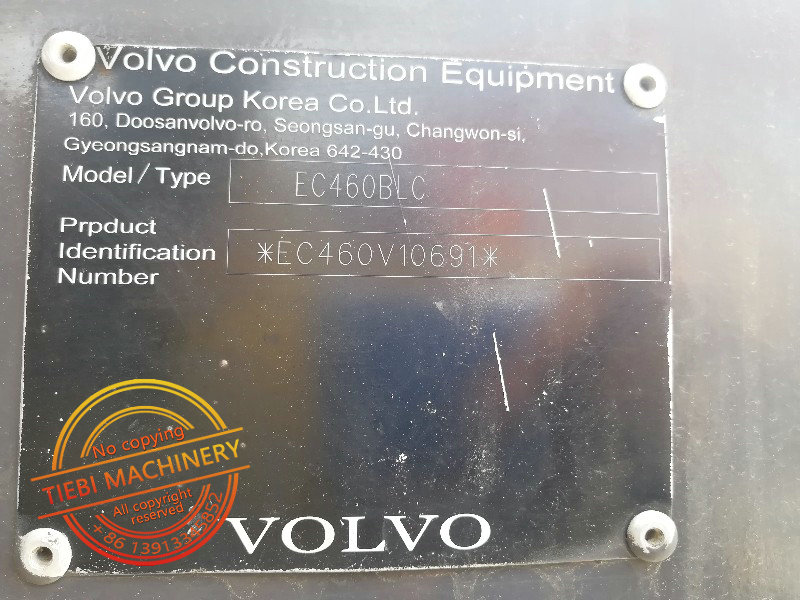 Volvo Construction Equipment
Volvo Group Korea Co.Ltd.
160, Doosanvolvo-ro, Seongsan-gu, Changwon-si,
Gyeongsangnam-do,Korea 642-430
Model/Type EC460BLC
Prpduct
Identification *EC460V10691*
Number
No copying
TIEBI MACHINERY
All copyright
reserved
+86
VOLVO